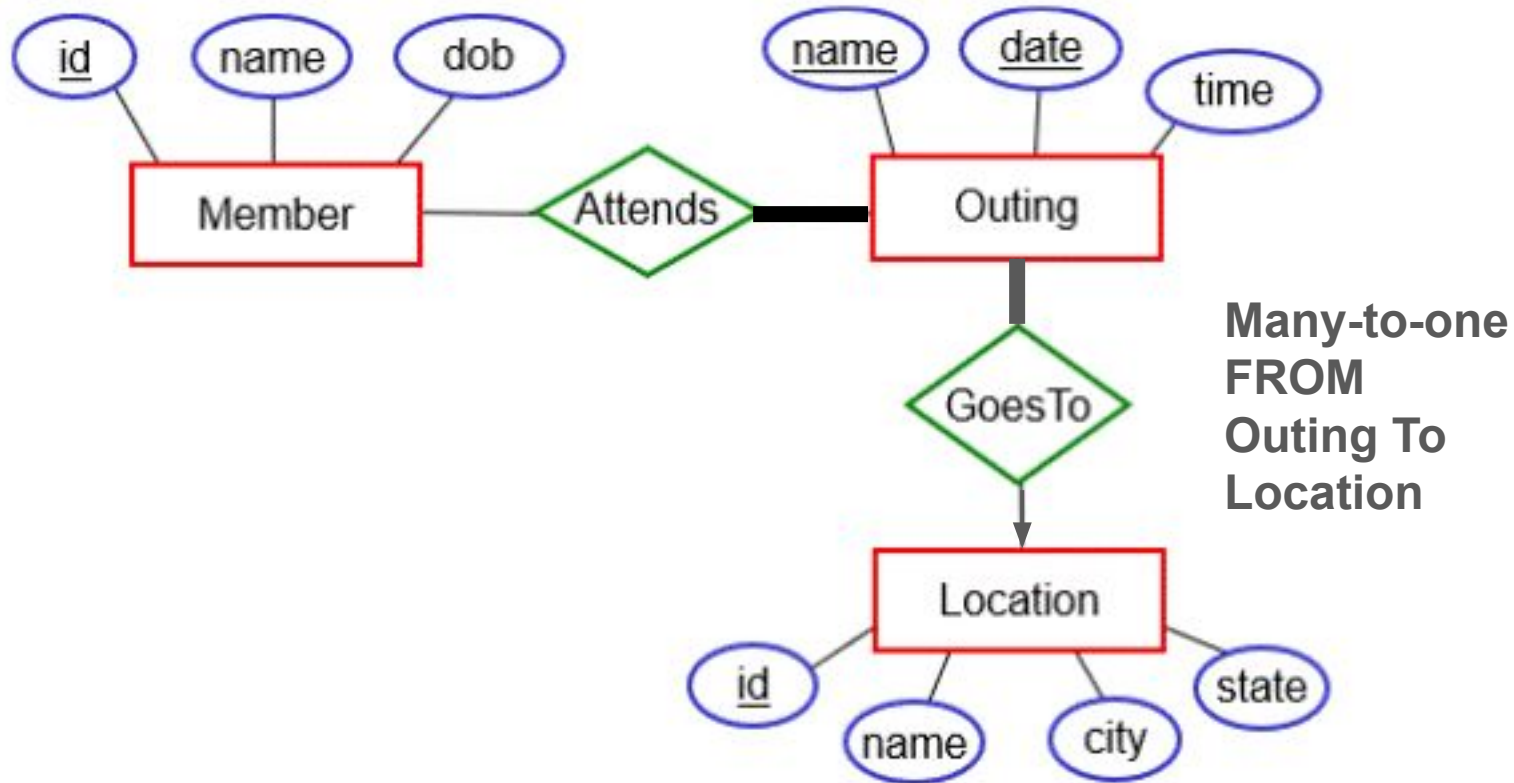 id
name
dob
name
date
time
Member
Attends
Outing
Many-to-one
FROM
Outing To
Location
GoesTo
Location
id
name
city
state